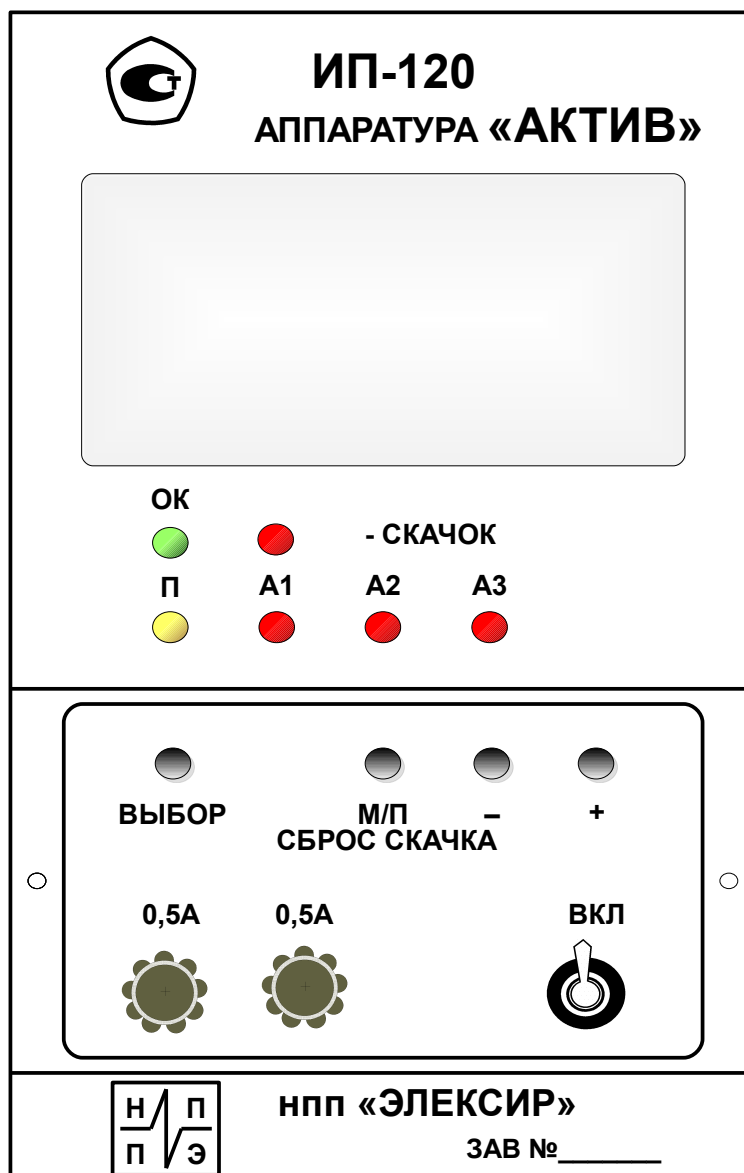 ИП-120
АППАРАТУРА «АКТИВ»
ОК
- СКАЧОК
П А1 А2 А3
ВЫБОР М/П – +
СБРОС СКАЧКА
0,5А 0,5А ВКЛ
Н П
П Э
нпп «ЭЛЕКСИР»
ЗАВ №_______